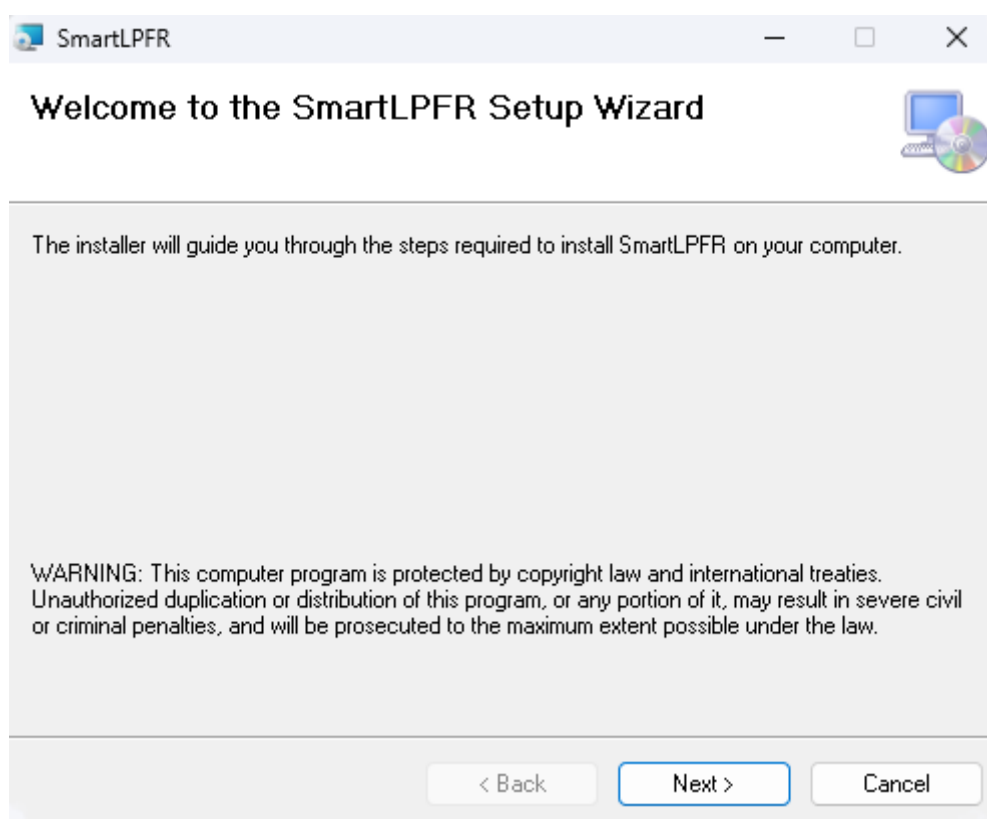 SmartLPFR
Welcome to the SmartLPFR Setup Wizard
The installer will guide you through the steps required to install SmartLPFR on your computer.
WARNING: This computer program is protected by copyright law and international treaties.
Unauthorized duplication or distribution of this program, or any portion of it, may result in severe civil
or criminal penalties, and will be prosecuted to the maximum extent possible under the law.
< Back
Next >
Cancel